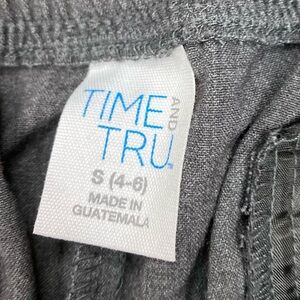 TIME
AND
TRU
S (4-6)
MADE IN
GUATEMALA